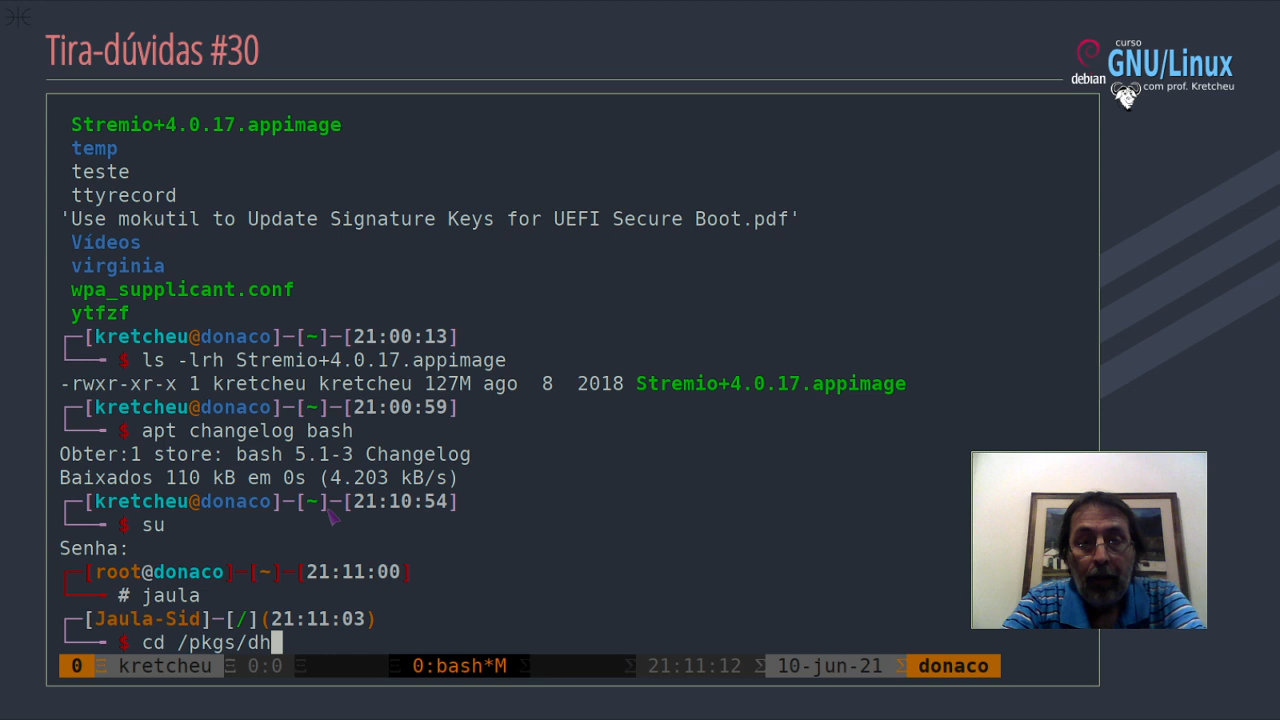 Tira-dúvidas #30
curso
GNU/Linux
debian
com prof. Kretcheu
Stremio+4.0.17.appimage
temp
teste
ttyrecord
'Use mokutil to Update Signature Keys for UEFI Secure Boot.pdf'
Vídeos
virginia
wpa_supplicant.conf
ytfzf
┌─[kretcheu@donaco]─[~]─[21:00:13]
└──╼ $ ls -lrh Stremio+4.0.17.appimage
-rwxr-xr-x 1 kretcheu kretcheu 127M ago  8  2018 Stremio+4.0.17.appimage
┌─[kretcheu@donaco]─[~]─[21:00:59]
└──╼ $ apt changelog bash
Obter:1 store: bash 5.1-3 Changelog
Baixados 110 kB em 0s (4.203 kB/s)
┌─[kretcheu@donaco]─[~]─[21:10:54]
└──╼ $ su
Senha:
┌─[root@donaco]─[~]─[21:11:00]
└──╼ # jaula
┌─[Jaula-Sid]─[/](21:11:03)
└──╼ $ cd /pkgs/dh
0 Ξ kretcheu Ξ 0:0 Ξ Ξ 0:bash*M Σ Σ 21:11:12 Σ 10-jun-21 Σ donaco